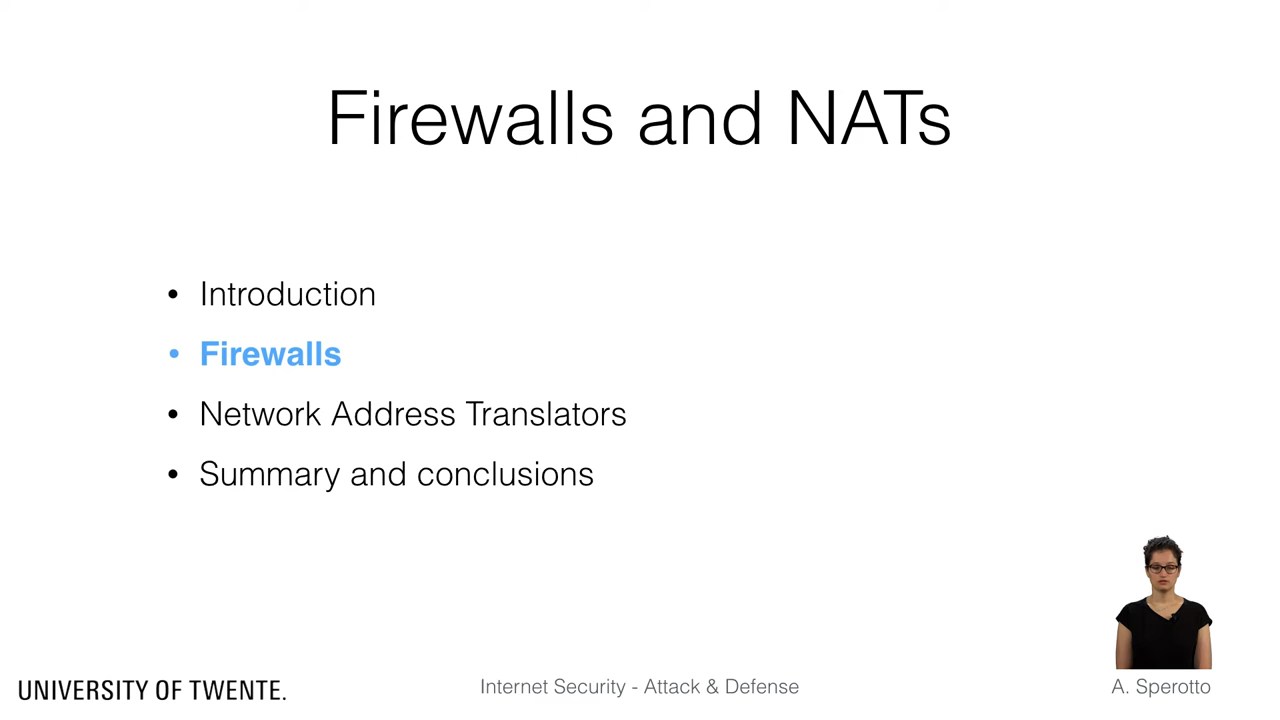 Firewalls and NATs
• Introduction
• Firewalls
• Network Address Translators
• Summary and conclusions
UNIVERSITY OF TWENTE.
Internet Security - Attack & Defense
A. Sperotto